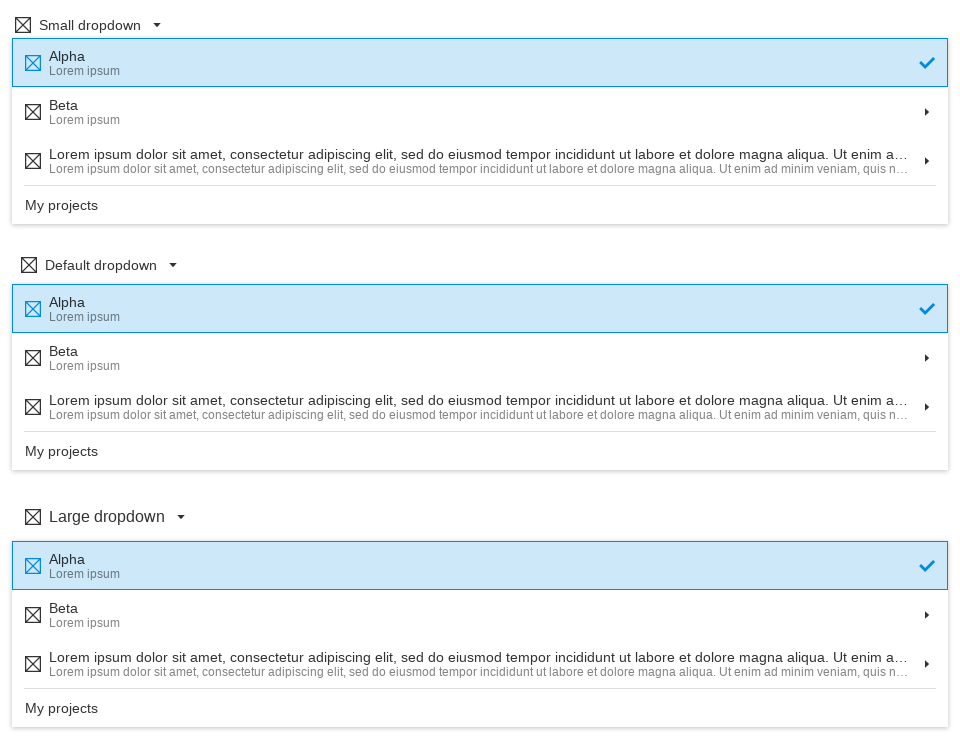 Small dropdown
Alpha
Lorem ipsum
Beta
Lorem ipsum
Lorem ipsum dolor sit amet, consectetur adipiscing elit, sed do eiusmod tempor incididunt ut labore et dolore magna aliqua. Ut enim a…
Lorem ipsum dolor sit amet, consectetur adipiscing elit, sed do eiusmod tempor incididunt ut labore et dolore magna aliqua. Ut enim ad minim veniam, quis n…
My projects
Default dropdown
Alpha
Lorem ipsum
Beta
Lorem ipsum
Lorem ipsum dolor sit amet, consectetur adipiscing elit, sed do eiusmod tempor incididunt ut labore et dolore magna aliqua. Ut enim a…
Lorem ipsum dolor sit amet, consectetur adipiscing elit, sed do eiusmod tempor incididunt ut labore et dolore magna aliqua. Ut enim ad minim veniam, quis n…
My projects
Large dropdown
Alpha
Lorem ipsum
Beta
Lorem ipsum
Lorem ipsum dolor sit amet, consectetur adipiscing elit, sed do eiusmod tempor incididunt ut labore et dolore magna aliqua. Ut enim a…
Lorem ipsum dolor sit amet, consectetur adipiscing elit, sed do eiusmod tempor incididunt ut labore et dolore magna aliqua. Ut enim ad minim veniam, quis n…
My projects